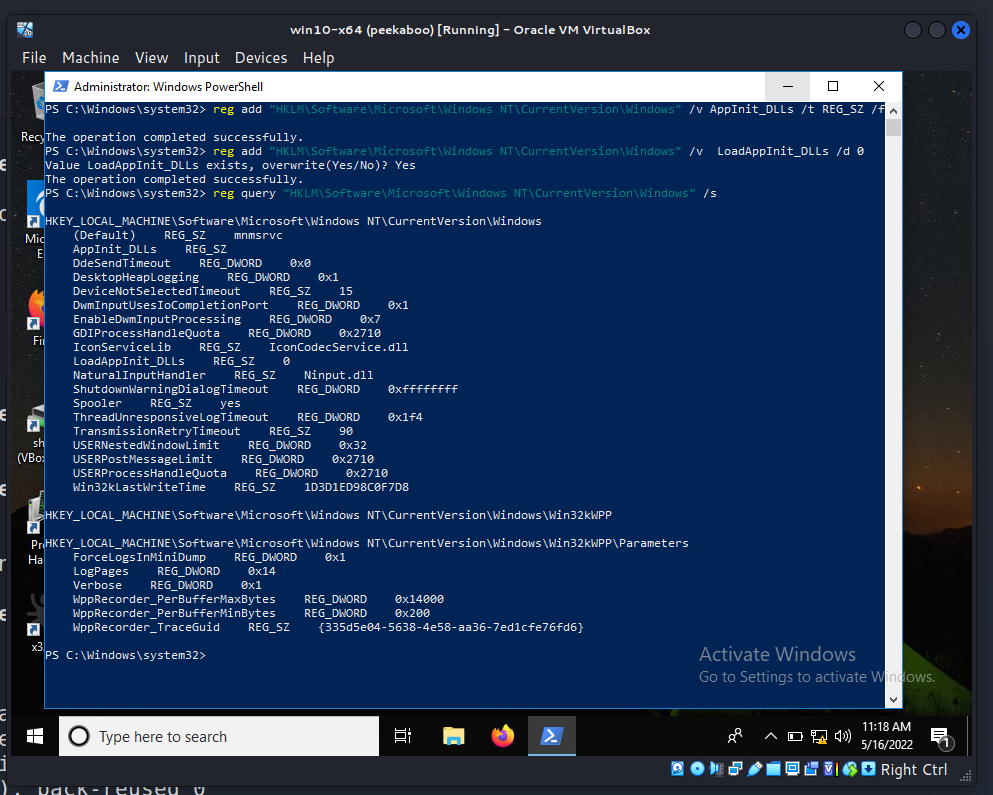 win10-x64 (peekaboo) [Running] - Oracle VM VirtualBox
File Machine View Input Devices Help
Administrator: Windows PowerShell
PS C:\Windows\system32> reg add "HKLM\Software\Microsoft\Windows NT\CurrentVersion\Windows" /v AppInit_DLLs /t REG_SZ /f
The operation completed successfully.
PS C:\Windows\system32> reg add "HKLM\Software\Microsoft\Windows NT\CurrentVersion\Windows" /v  LoadAppInit_DLLs /d 0
Value LoadAppInit_DLLs exists, overwrite(Yes/No)? Yes
The operation completed successfully.
PS C:\Windows\system32> reg query "HKLM\Software\Microsoft\Windows NT\CurrentVersion\Windows" /s
HKEY_LOCAL_MACHINE\Software\Microsoft\Windows NT\CurrentVersion\Windows
    (Default)    REG_SZ    mnmsrvc
    AppInit_DLLs    REG_SZ
    DdeSendTimeout    REG_DWORD    0x0
    DesktopHeapLogging    REG_DWORD    0x1
    DeviceNotSelectedTimeout    REG_SZ    15
    DwmInputUsesIoCompletionPort    REG_DWORD    0x1
    EnableDwmInputProcessing    REG_DWORD    0x7
    GDIProcessHandleQuota    REG_DWORD    0x2710
    IconServiceLib    REG_SZ    IconCodecService.dll
    LoadAppInit_DLLs    REG_SZ    0
    NaturalInputHandler    REG_SZ    Ninput.dll
    ShutdownWarningDialogTimeout    REG_DWORD    0xffffffff
    Spooler    REG_SZ    yes
    ThreadUnresponsiveLogTimeout    REG_DWORD    0x1f4
    TransmissionRetryTimeout    REG_SZ    90
    USERNestedWindowLimit    REG_DWORD    0x32
    USERPostMessageLimit    REG_DWORD    0x2710
    USERProcessHandleQuota    REG_DWORD    0x2710
    Win32kLastWriteTime    REG_SZ    1D3D1ED98C0F7D8
HKEY_LOCAL_MACHINE\Software\Microsoft\Windows NT\CurrentVersion\Windows\Win32kWPP
HKEY_LOCAL_MACHINE\Software\Microsoft\Windows NT\CurrentVersion\Windows\Win32kWPP\Parameters
    ForceLogsInMiniDump    REG_DWORD    0x1
    LogPages    REG_DWORD    0x14
    Verbose    REG_DWORD    0x1
    WppRecorder_PerBufferMaxBytes    REG_DWORD    0x14000
    WppRecorder_PerBufferMinBytes    REG_DWORD    0x200
    WppRecorder_TraceGuid    REG_SZ    {335d5e04-5638-4e58-aa36-7ed1cfe76fd6}
PS C:\Windows\system32>
Activate Windows
Go to Settings to activate Windows.
Type here to search
11:18 AM
5/16/2022
1
Right Ctrl
). pack-reused 0